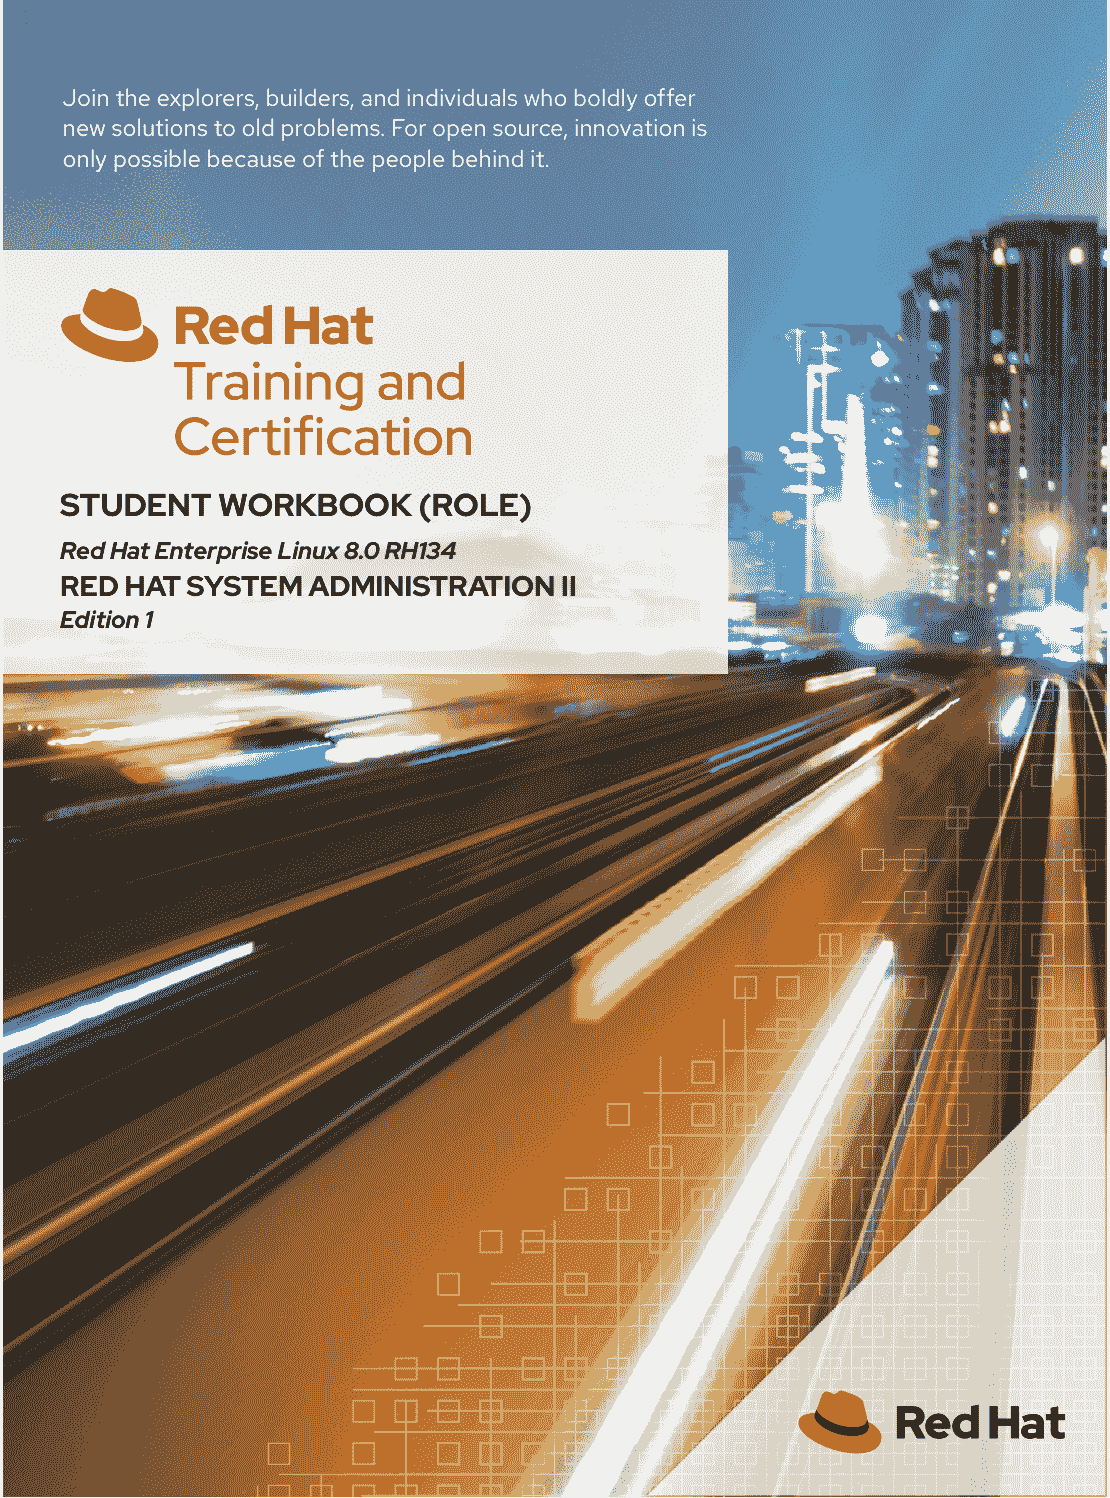 Join the explorers, builders, and individuals who boldly offer
new solutions to old problems. For open source, innovation is
only possible because of the people behind it.
Red Hat
Training and
Certification
STUDENT WORKBOOK (ROLE)
Red Hat Enterprise Linux 8.0 RH134
RED HAT SYSTEM ADMINISTRATION II
Edition 1
Red Hat